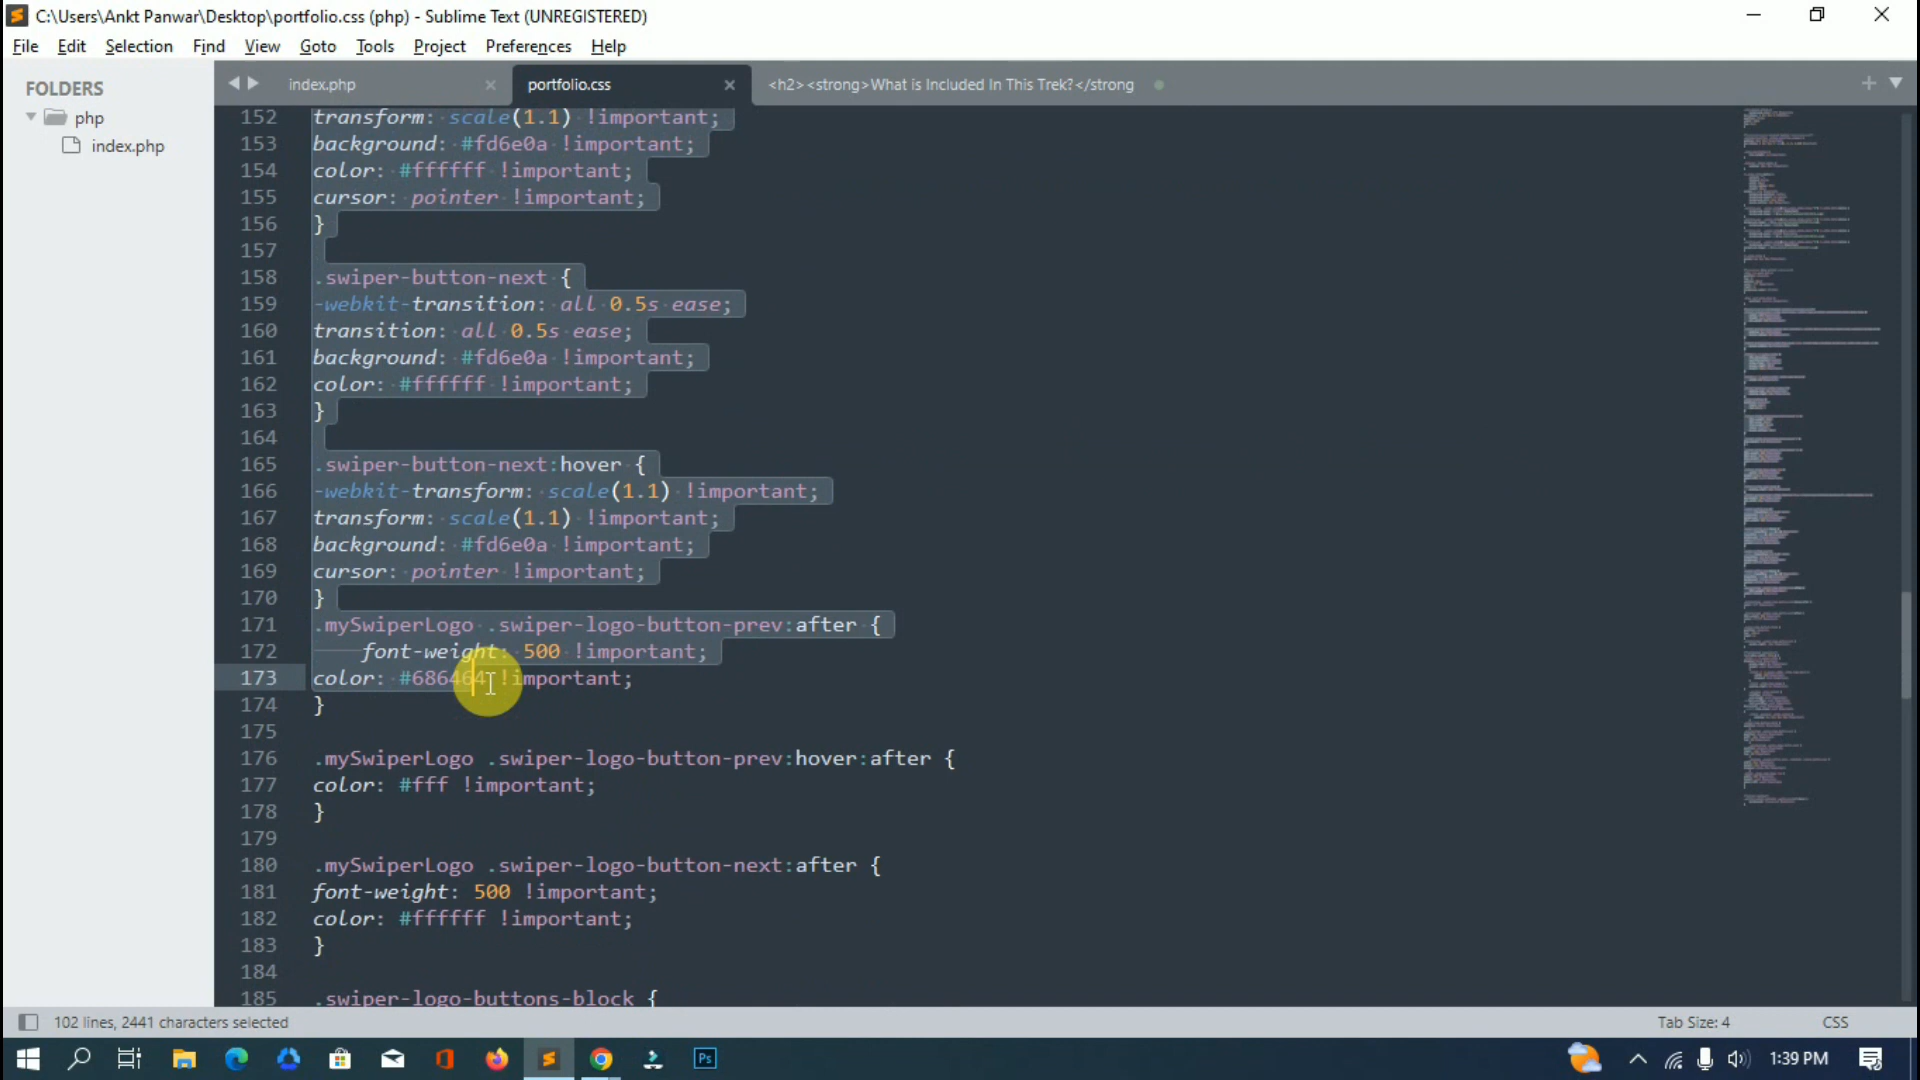 C:\Users\Ankt Panwar\Desktop\portfolio.css (php) - Sublime Text (UNREGISTERED)
File Edit Selection Find View Goto Tools Project Preferences Help
FOLDERS
php
index.php
index.php
portfolio.css
<h2><strong>What is Included In This Trek?</strong
152 transform: scale(1.1) !important;
153 background: #fd6e0a !important;
154 color: #ffffff !important;
155 cursor: pointer !important;
156 }
157
158 .swiper-button-next {
159 -webkit-transition: all 0.5s ease;
160 transition: all 0.5s ease;
161 background: #fd6e0a !important;
162 color: #ffffff !important;
163 }
164
165 .swiper-button-next:hover {
166 -webkit-transform: scale(1.1) !important;
167 transform: scale(1.1) !important;
168 background: #fd6e0a !important;
169 cursor: pointer !important;
170 }
171 .mySwiperLogo .swiper-logo-button-prev:after {
172 font-weight: 500 !important;
173 color: #686464 !important;
174 }
175
176 .mySwiperLogo .swiper-logo-button-prev:hover:after {
177 color: #fff !important;
178 }
179
180 .mySwiperLogo .swiper-logo-button-next:after {
181 font-weight: 500 !important;
182 color: #ffffff !important;
183 }
184
185 .swiper-logo-buttons-block {
102 lines, 2441 characters selected
Tab Size: 4
CSS
Ps
1:39 PM